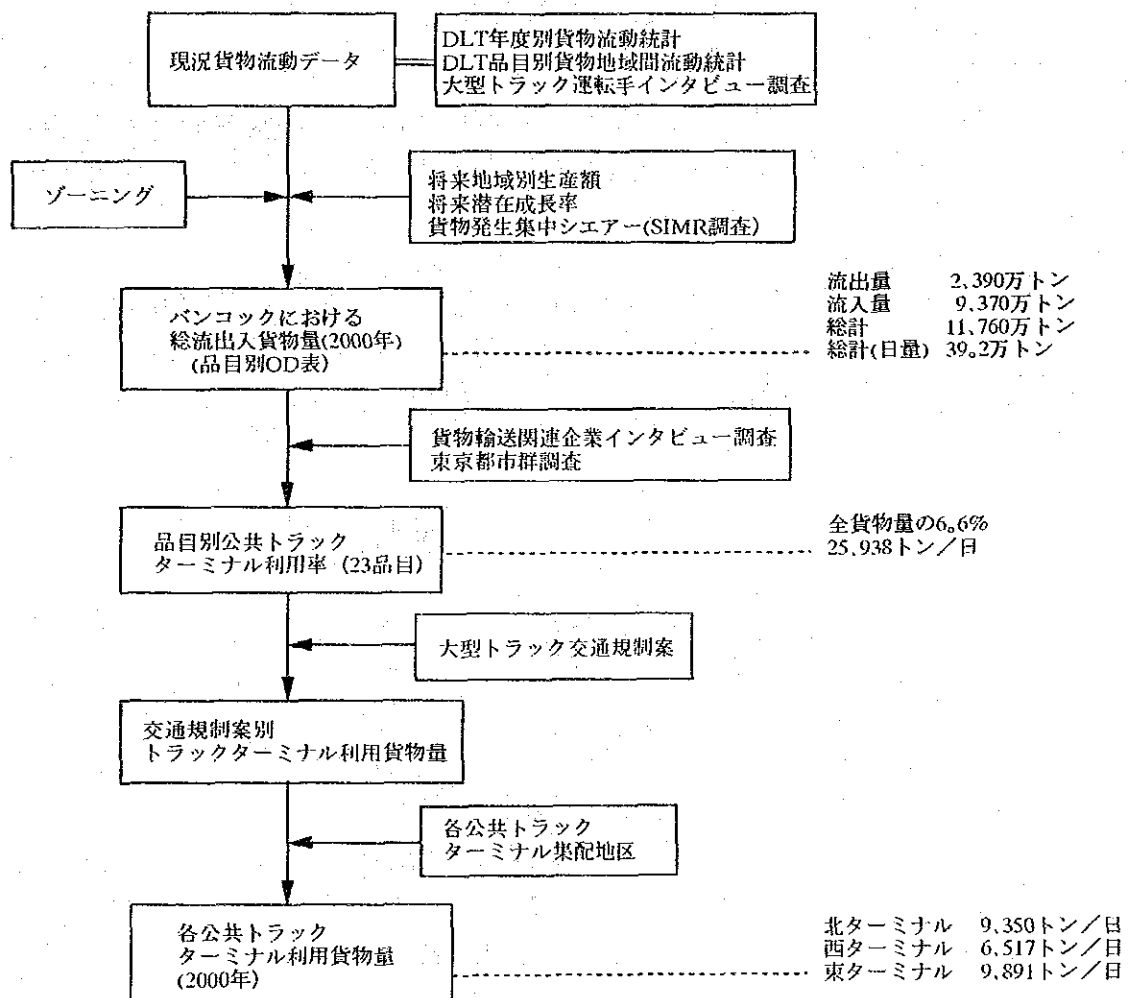 現況貨物流動データ
DLT年度別貨物流動統計
DLT品目別貨物地域間流動統計
大型トラック運転手インタビュー調査
ゾーニング
将来地域別生産額
将来潜在成長率
貨物発生集中シエアー(SIMR調査)
バンコックにおける
総流出入貨物量(2000年)
(品目別OD表)
流出量 2,390万トン
流入量 9,370万トン
総計 11,760万トン
総計(日量) 39。2万トン
貨物輸送関連企業インタビュー調査
東京都市群調査
品目別公共トラック
ターミナル利用率 (23品目)
全貨物量の6。6%
25,938トン/日
大型トラック交通規制案
交通規制案別
トラックターミナル利用貨物量
各公共トラック
ターミナル集配地区
各公共トラック
ターミナル利用貨物量
(2000年)
北ターミナル 9,350トン/日
西ターミナル 6,517トン/日
東ターミナル 9,891トン/日